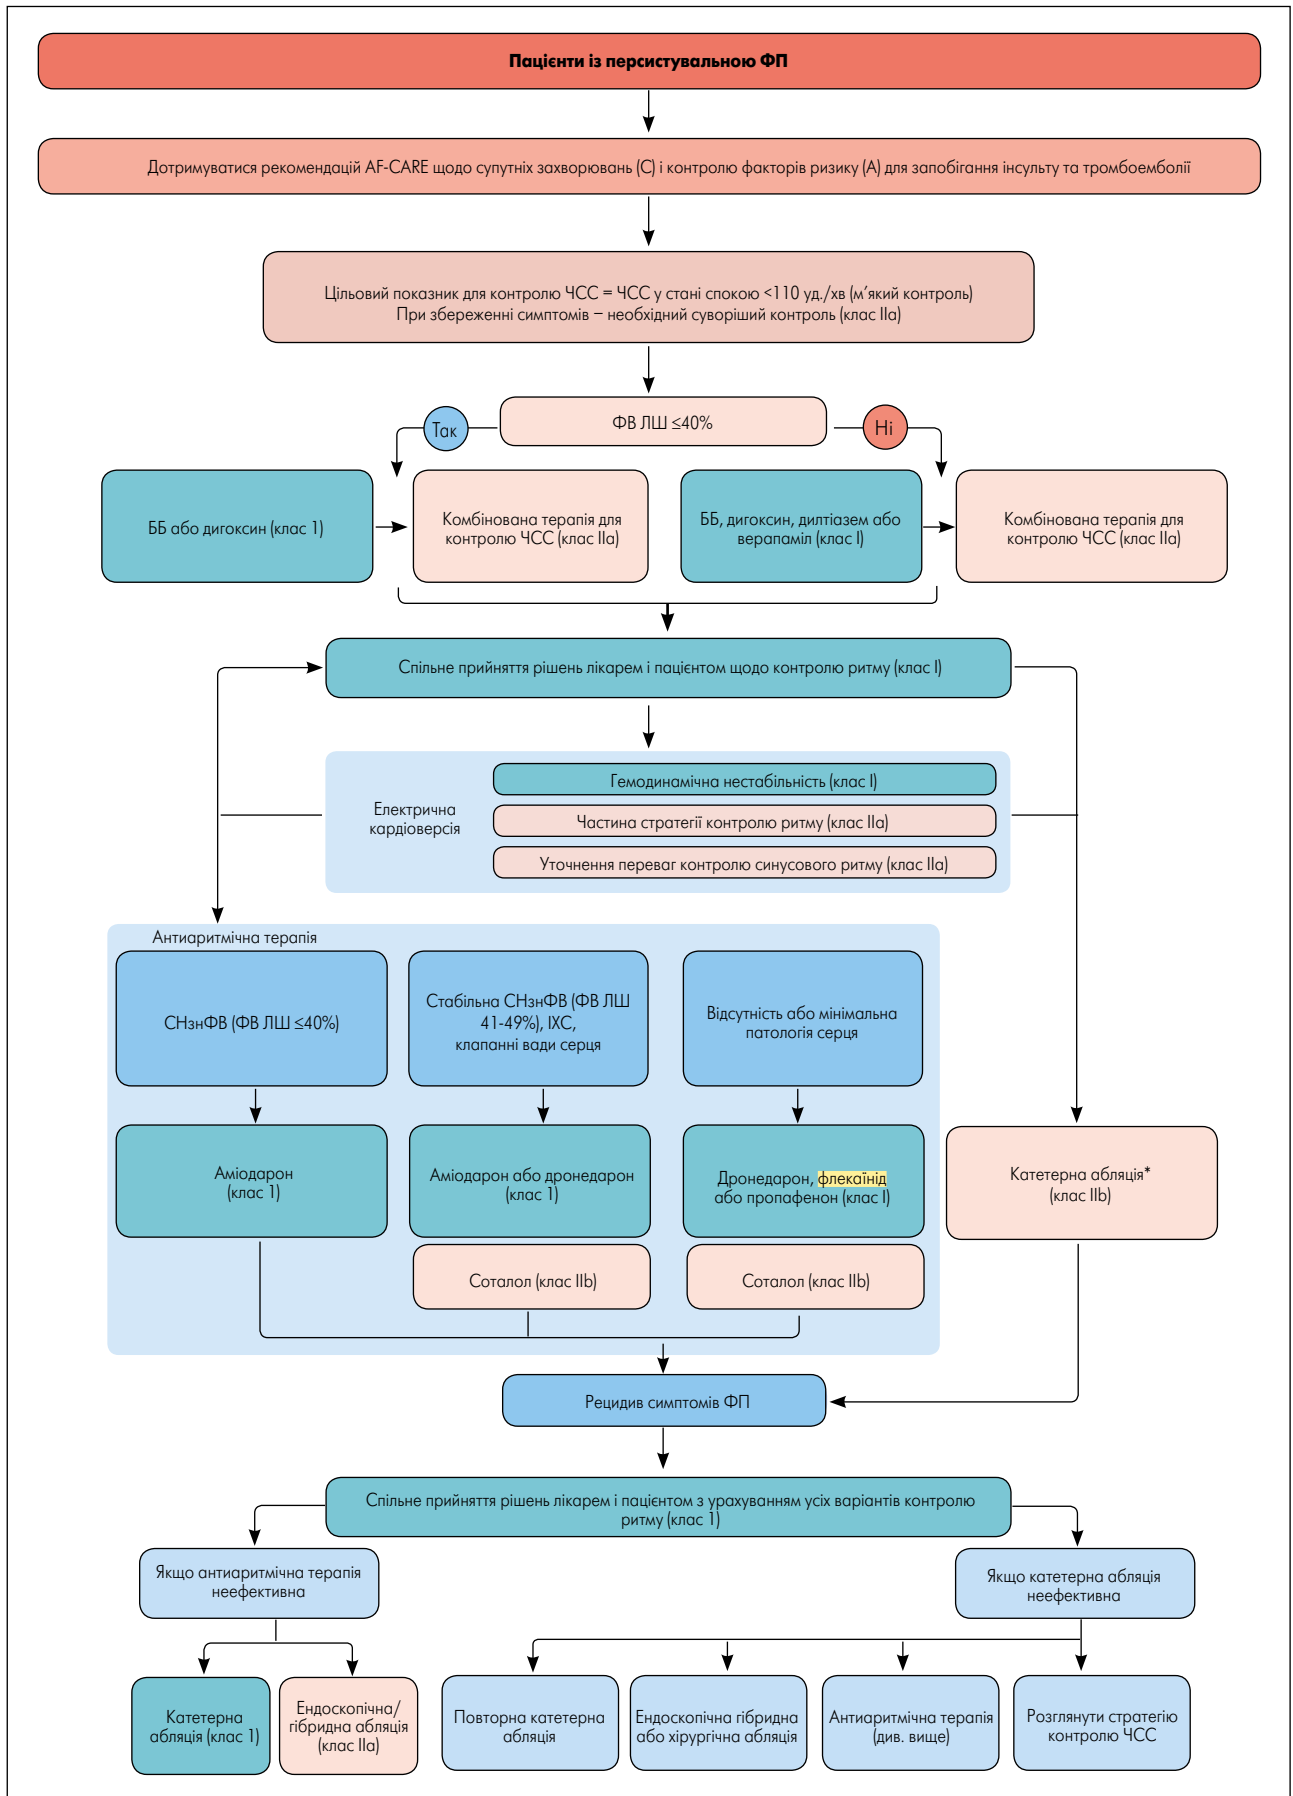 Пацієнти із персистувальною ФП
Дотримуватися рекомендацій AF-CARE щодо супутніх захворювань (С) і контролю факторів ризику (А) для запобігання інсульту та тромбоемболії
Цільовий показник для контролю ЧСС = ЧСС у стані спокою <110 уд./хв (м’який контроль)
При збереженні симптомів – необхідний суворіший контроль (клас IIa)
Так
ФВ ЛШ ≤40%
Ні
ББ або дигоксин (клас 1)
Комбінована терапія для
контролю ЧСС (клас IIa)
ББ, дигоксин, дилтіазем або
верапаміл (клас I)
Комбінована терапія для
контролю ЧСС (клас IIa)
Спільне прийняття рішень лікарем і пацієнтом щодо контролю ритму (клас I)
Електрична
кардіоверсія
Гемодинамічна нестабільність (клас I)
Частина стратегії контролю ритму (клас IIa)
Уточнення переваг контролю синусового ритму (клас IIa)
Антиаритмічна терапія
СНзнФВ (ФВ ЛШ ≤40%)
Стабільна СНзнФВ (ФВ ЛШ
41-49%), ІХС,
клапанні вади серця
Відсутність або мінімальна
патологія серця
Аміодарон
(клас 1)
Аміодарон або дронедарон
(клас 1)
Дронедарон, флекаїнід
або пропафенон (клас I)
Катетерна абляція*
(клас IIb)
Соталол (клас IIb)
Соталол (клас IIb)
Рецидив симптомів ФП
Спільне прийняття рішень лікарем і пацієнтом з урахуванням усіх варіантів контролю
ритму (клас 1)
Якщо антиаритмічна терапія
неефективна
Якщо катетерна абляція
неефективна
Катетерна
абляція (клас 1)
Ендоскопічна/
гібридна абляція
(клас IIa)
Повторна катетерна
абляція
Ендоскопічна гібридна
або хірургічна абляція
Антиаритмічна терапія
(див. вище)
Розглянути стратегію
контролю ЧСС